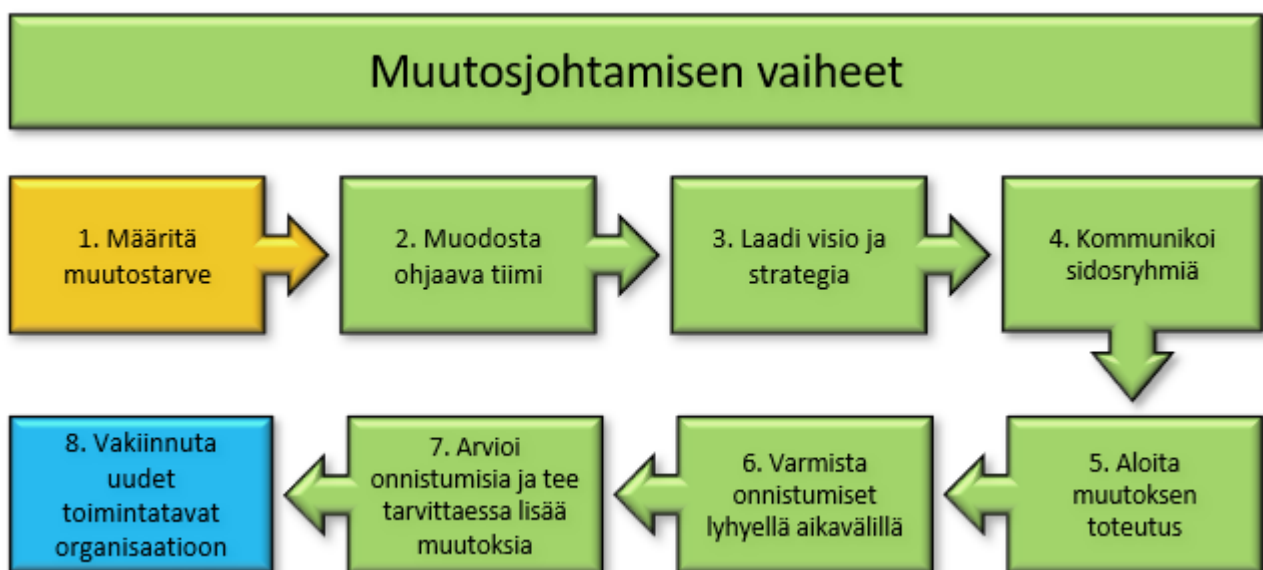 Muutosjohtamisen vaiheet
1. Määritä
muutostarve
2. Muodosta
ohjaava tiimi
3. Laadi visio ja
strategia
4. Kommunikoi
sidosryhmiä
5. Aloita
muutoksen
toteutus
6. Varmista
onnistumiset
lyhyellä aikavälillä
7. Arvioi
onnistumisia ja tee
tarvittaessa lisää
muutoksia
8. Vakiinnuta
uudet
toimintatavat
organisaatioon